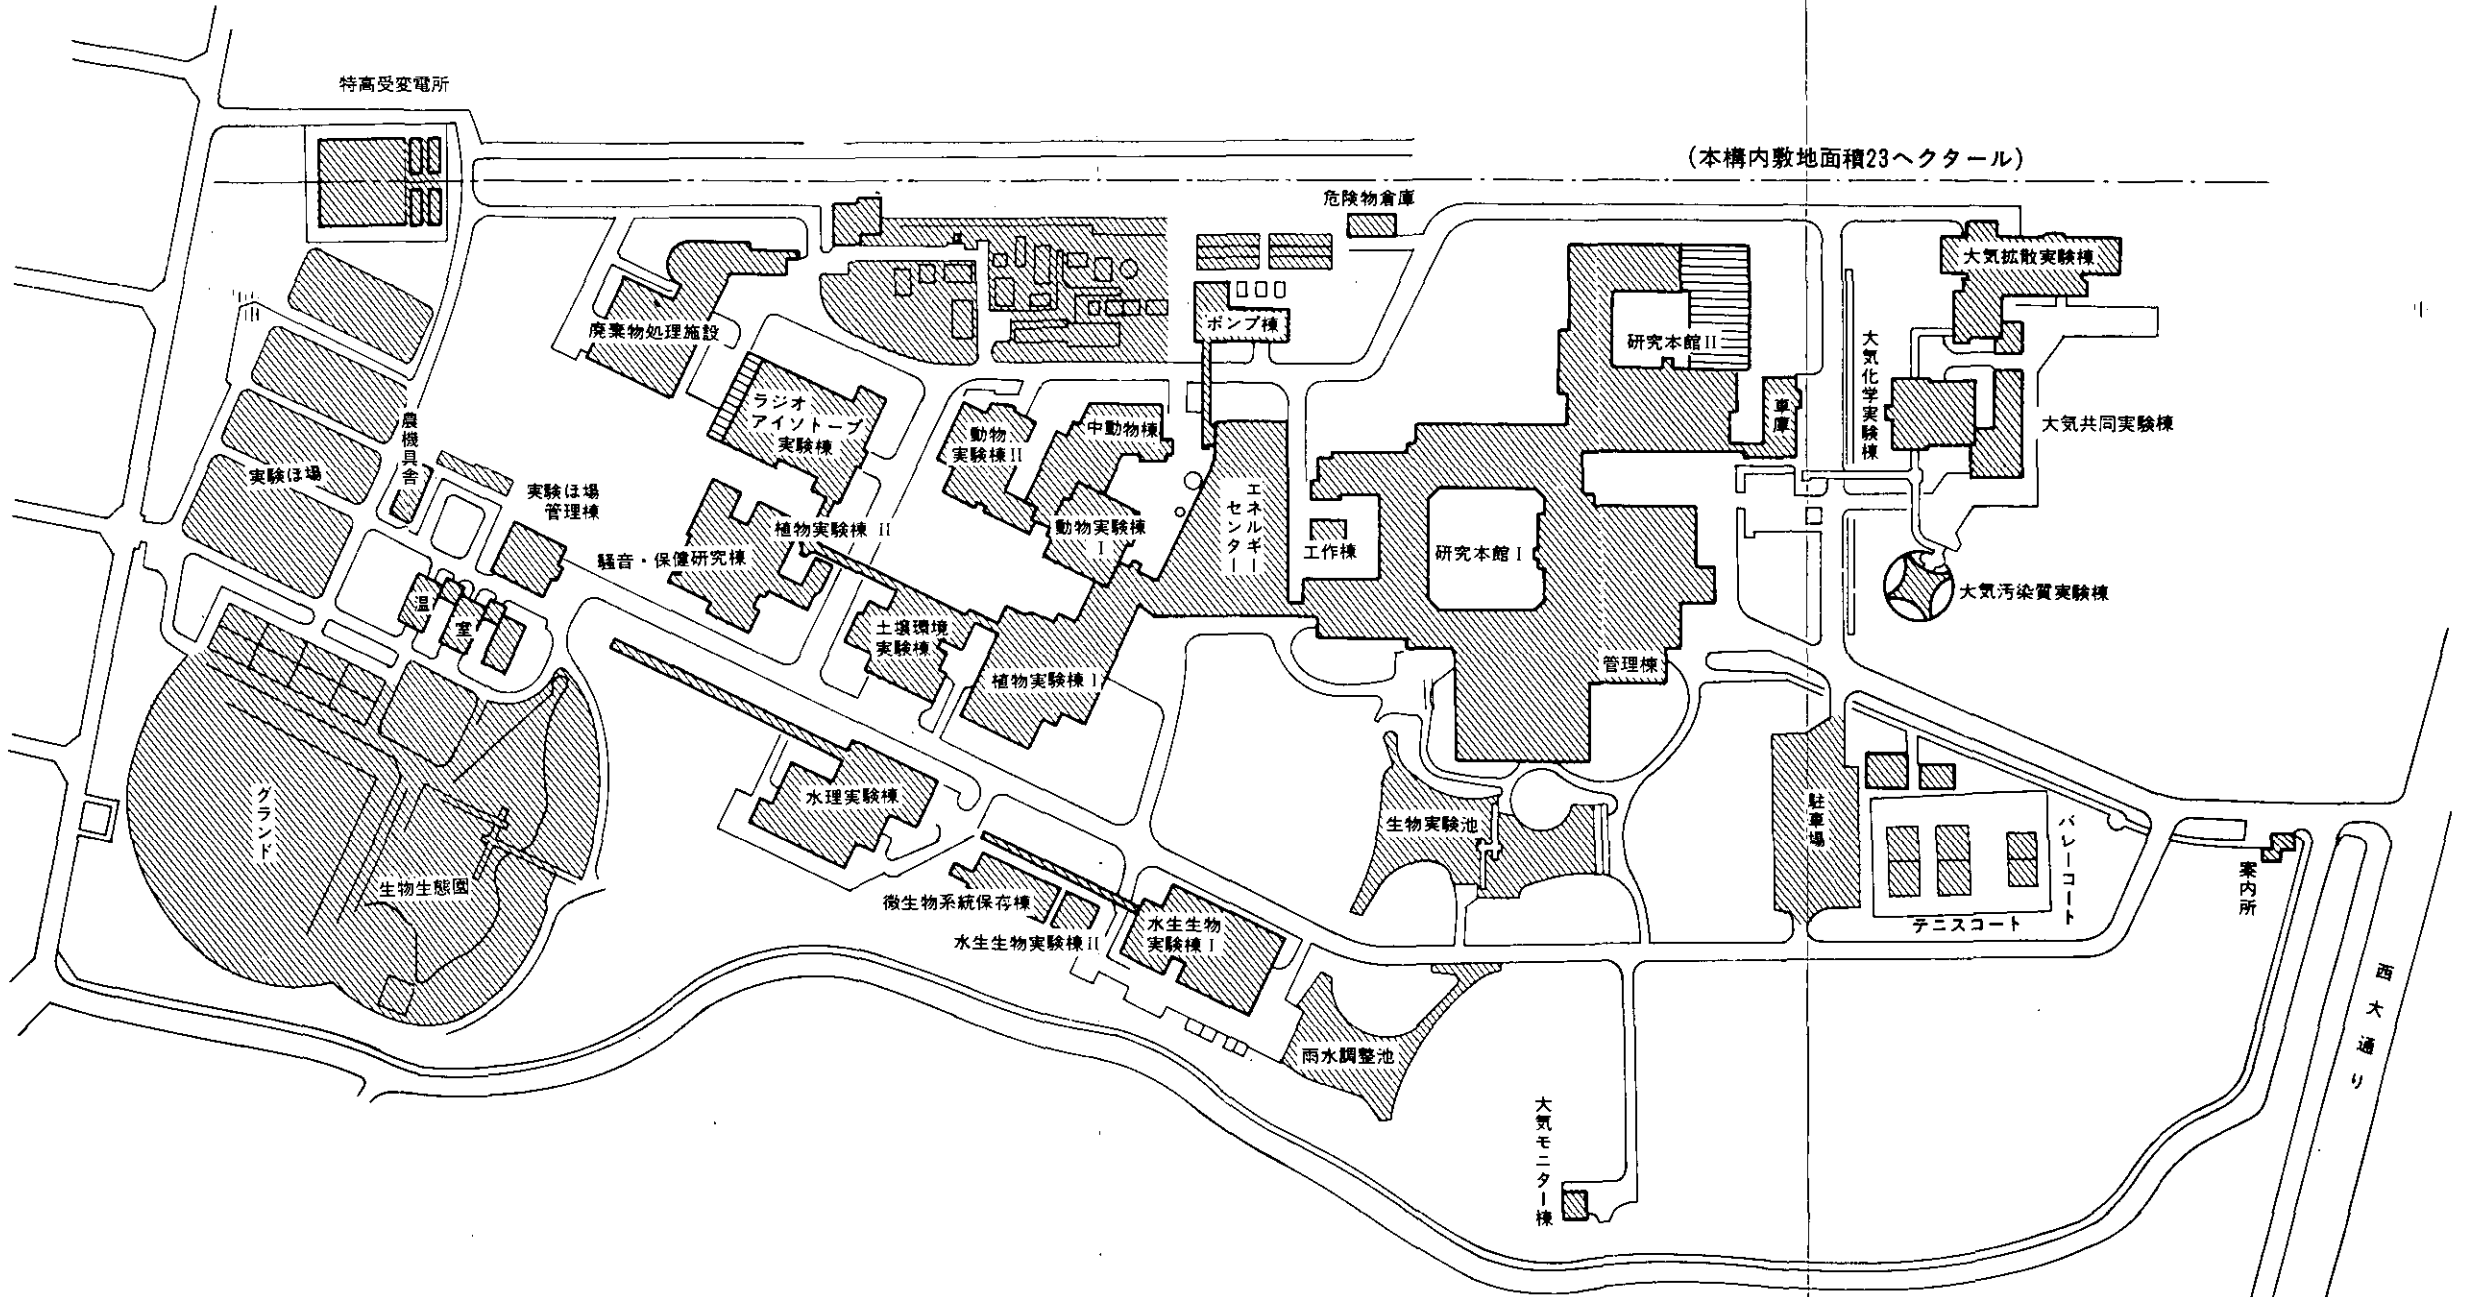 特高受変電所
(本構内敷地面積23ヘクタール)
危険物倉庫
大気拡散実験棟
廃棄物処理施設
ポンプ棟
研究本館II
大気化学実験棟
ラジオ
アイソトープ
実験棟
動物
実験棟II
中動物棟
車庫
大気共同実験棟
農機具舎
実験ほ場
実験ほ場
管理棟
植物実験棟 II
動物実験棟
I
エネルギー
センター
工作棟
研究本館I
騒音・保健研究棟
大気汚染質実験棟
温
室
土壌環境
実験棟
植物実験棟 I
管理棟
グランド
水理実験棟
生物実験池
駐車場
バレーコート
生物生態園
微生物系統保存棟
水生生物実験棟II
水生生物
実験棟I
テニスコート
案内所
西大通り
雨水調整池
大気モニター棟